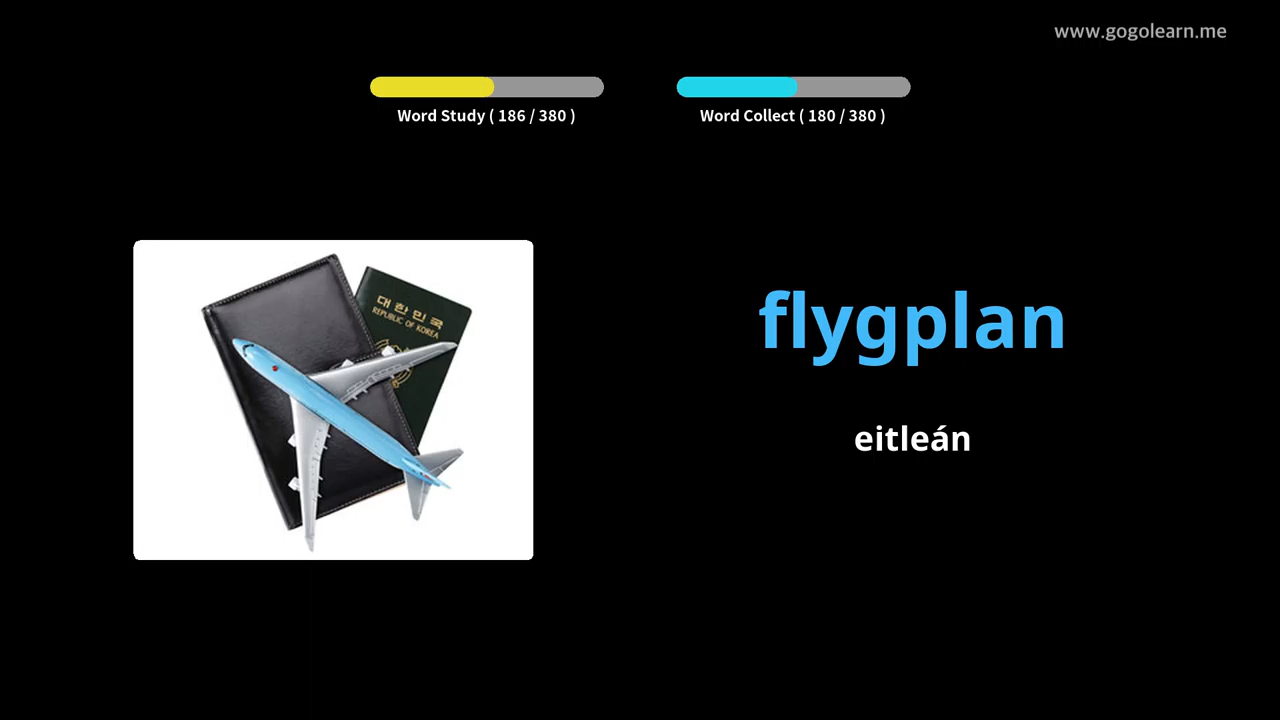 www.gogolearn.me
Word Study ( 186 / 380 )
Word Collect ( 180 / 380 )
대한민국
REPUBLIC OF KOREA
flygplan
eitleán